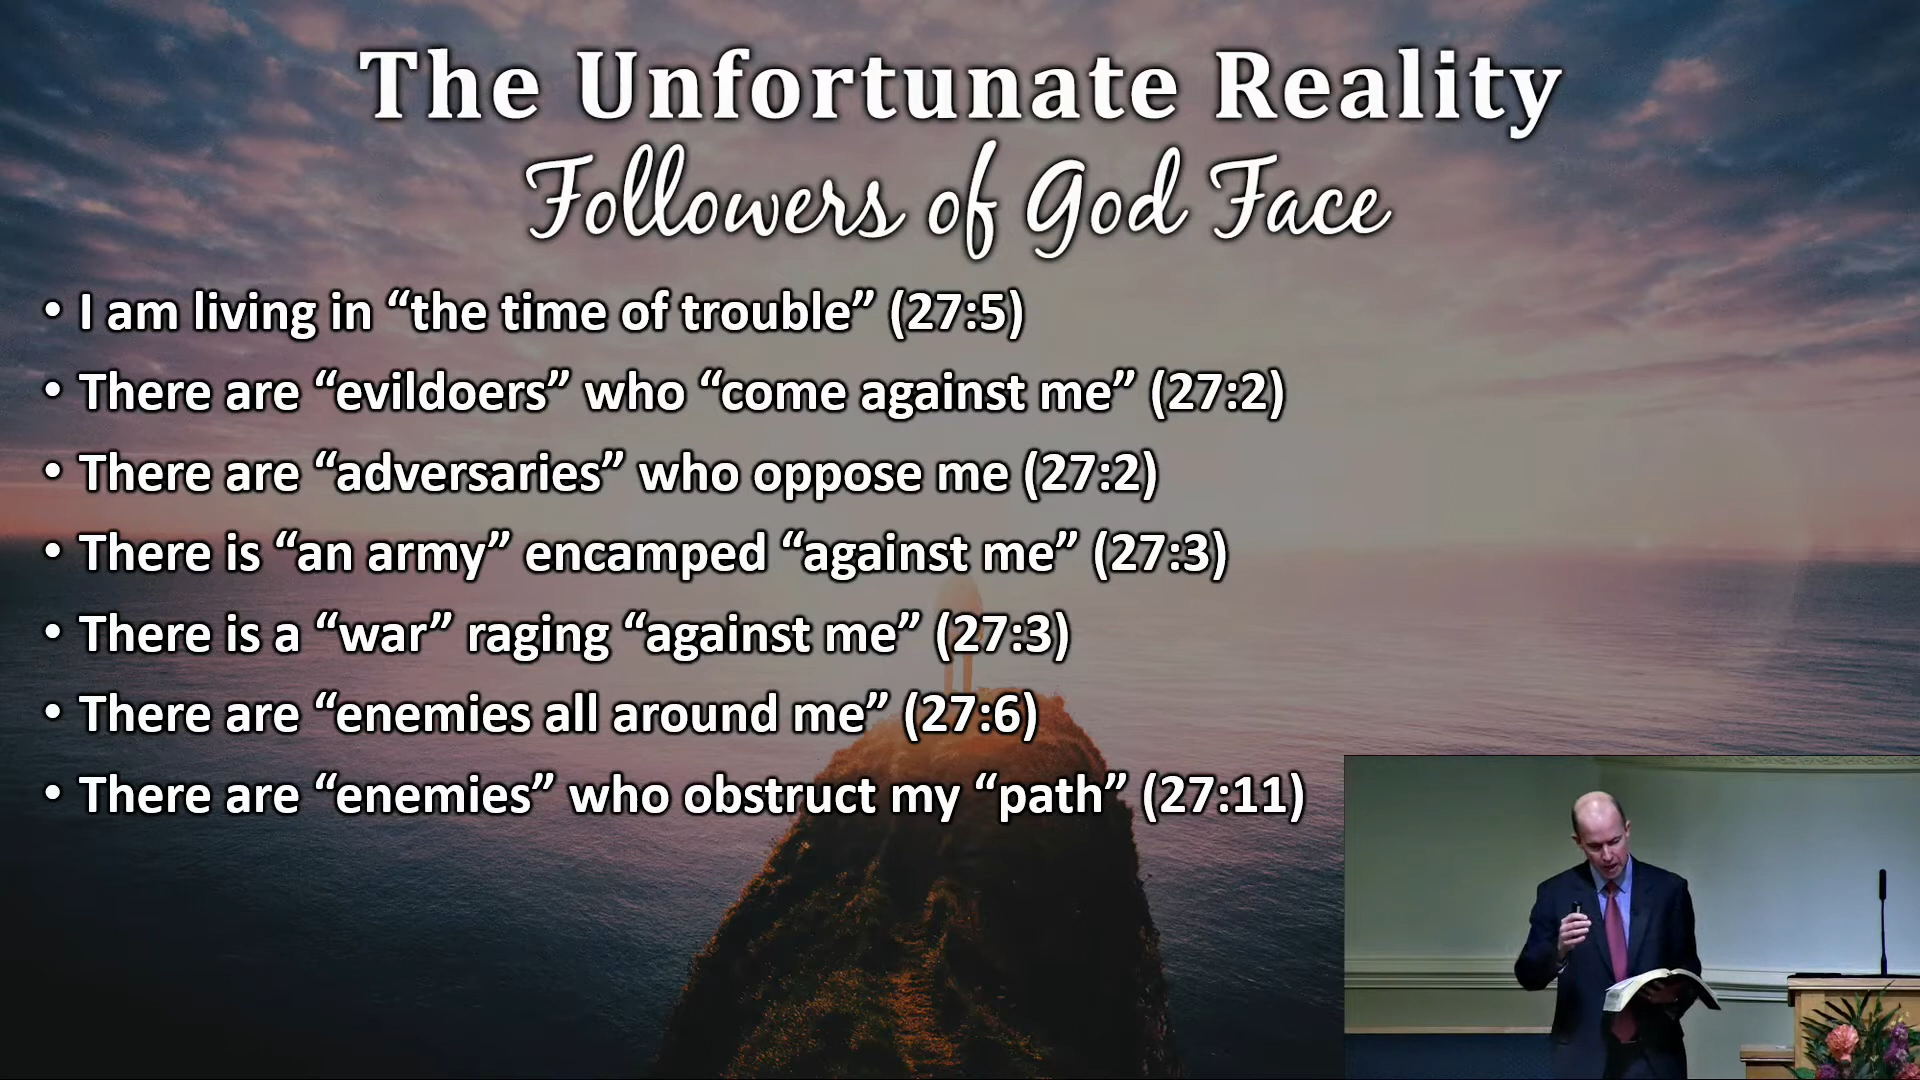 The Unfortunate Reality
Followers of God Face
• I am living in “the time of trouble” (27:5)
• There are “evildoers” who “come against me” (27:2)
• There are “adversaries” who oppose me (27:2)
• There is “an army” encamped “against me” (27:3)
• There is a “war” raging “against me” (27:3)
• There are “enemies all around me” (27:6)
• There are “enemies” who obstruct my “path” (27:11)